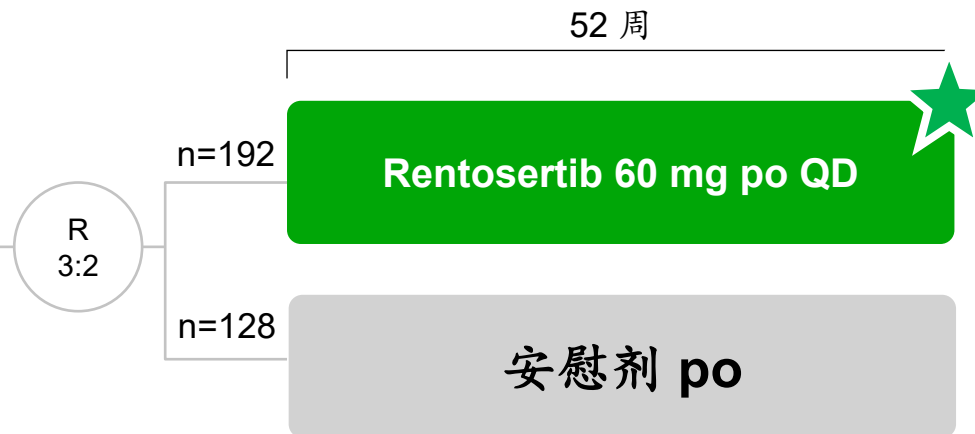 52 周
n=192
Rentosertib 60 mg po QD
R
3:2
n=128
安慰剂 po